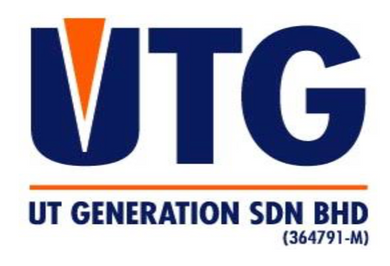 UTG
UT GENERATION SDN BHD
(364791-M)